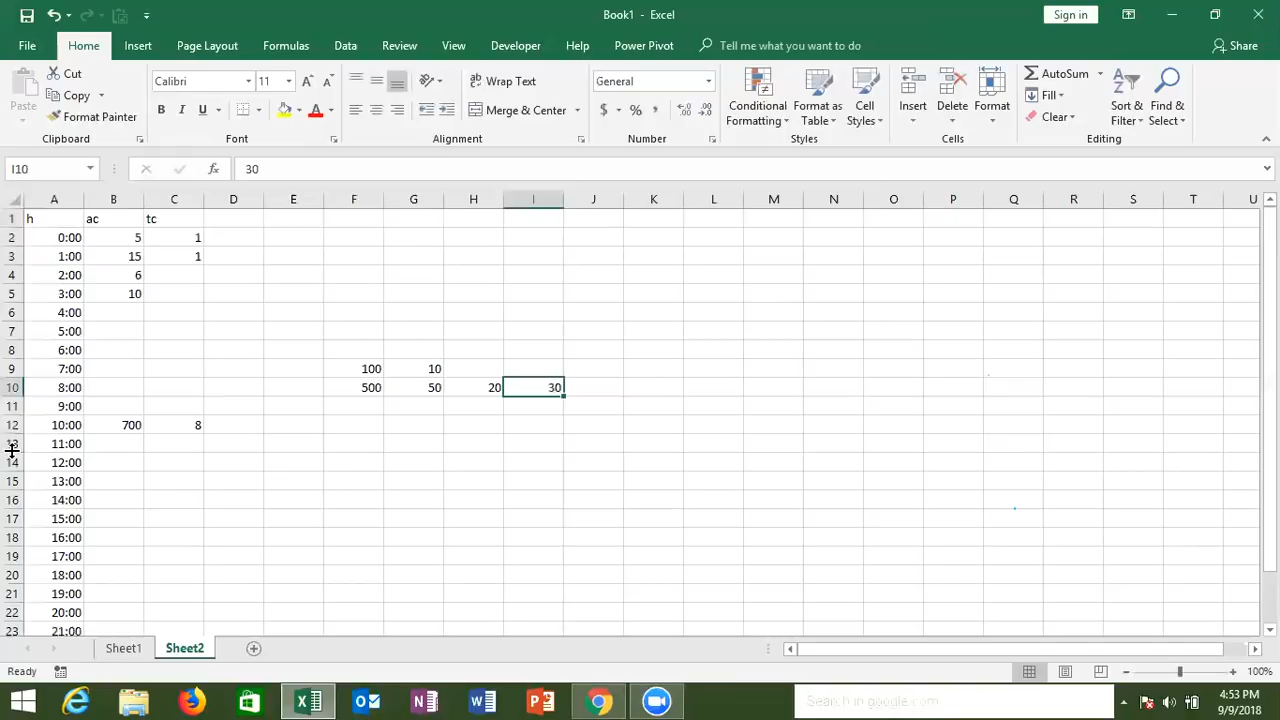 Book1 - Excel
Sign in
File Home Insert Page Layout Formulas Data Review View Developer Help Power Pivot Tell me what you want to do Share
Paste Cut Calibri 11 Wrap Text General Conditional Formatting Format as Table Cell Styles Insert Delete Format AutoSum Sort & Filter Find & Select
Copy Fill
Format Painter B I U Merge & Center $ % , Clear
Clipboard Font Alignment Number Styles Cells Editing
I10 fx 30
A B C D E F G H I J K L M N O P Q R S T U
1 h ac tc
2 0:00 5 1
3 1:00 15 1
4 2:00 6
5 3:00 10
6 4:00
7 5:00
8 6:00
9 7:00 100 10
10 8:00 500 50 20 30
11 9:00
12 10:00 700 8
13 11:00
14 12:00
15 13:00
16 14:00
17 15:00
18 16:00
19 17:00
20 18:00
21 19:00
22 20:00
23 21:00
Sheet1 Sheet2
Ready 100%
Search in google.com 4:53 PM
9/9/2018